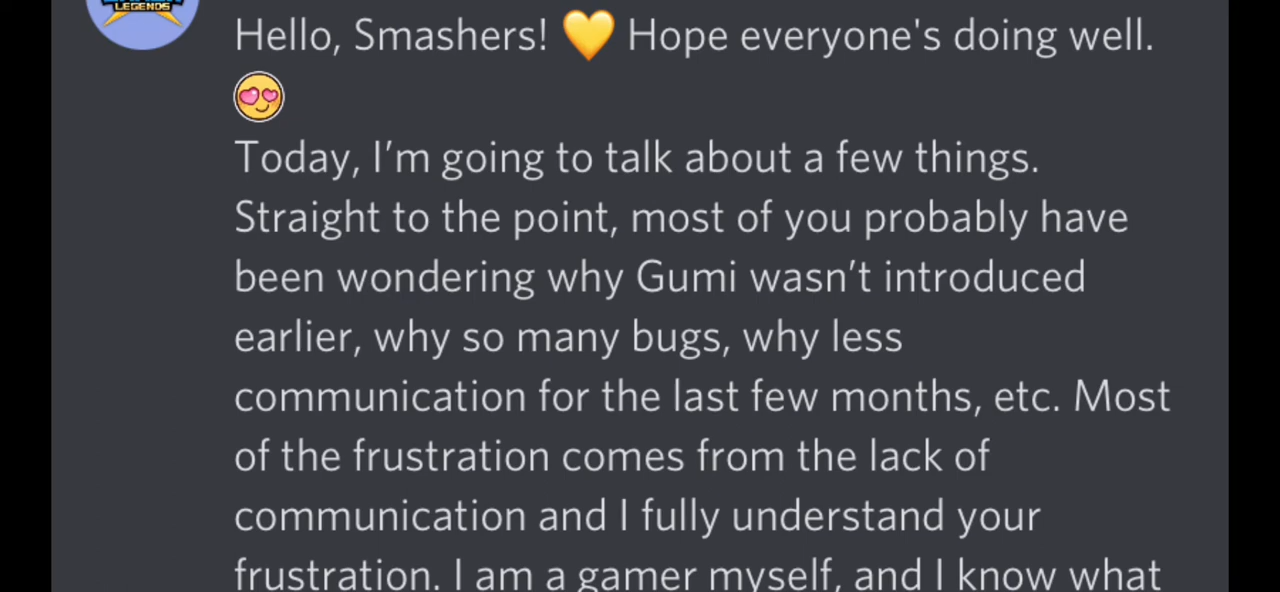 LEGENDS
Hello, Smashers! 💛 Hope everyone's doing well.
😍
Today, I’m going to talk about a few things.
Straight to the point, most of you probably have
been wondering why Gumi wasn’t introduced
earlier, why so many bugs, why less
communication for the last few months, etc. Most
of the frustration comes from the lack of
communication and I fully understand your
frustration. I am a gamer myself, and I know what